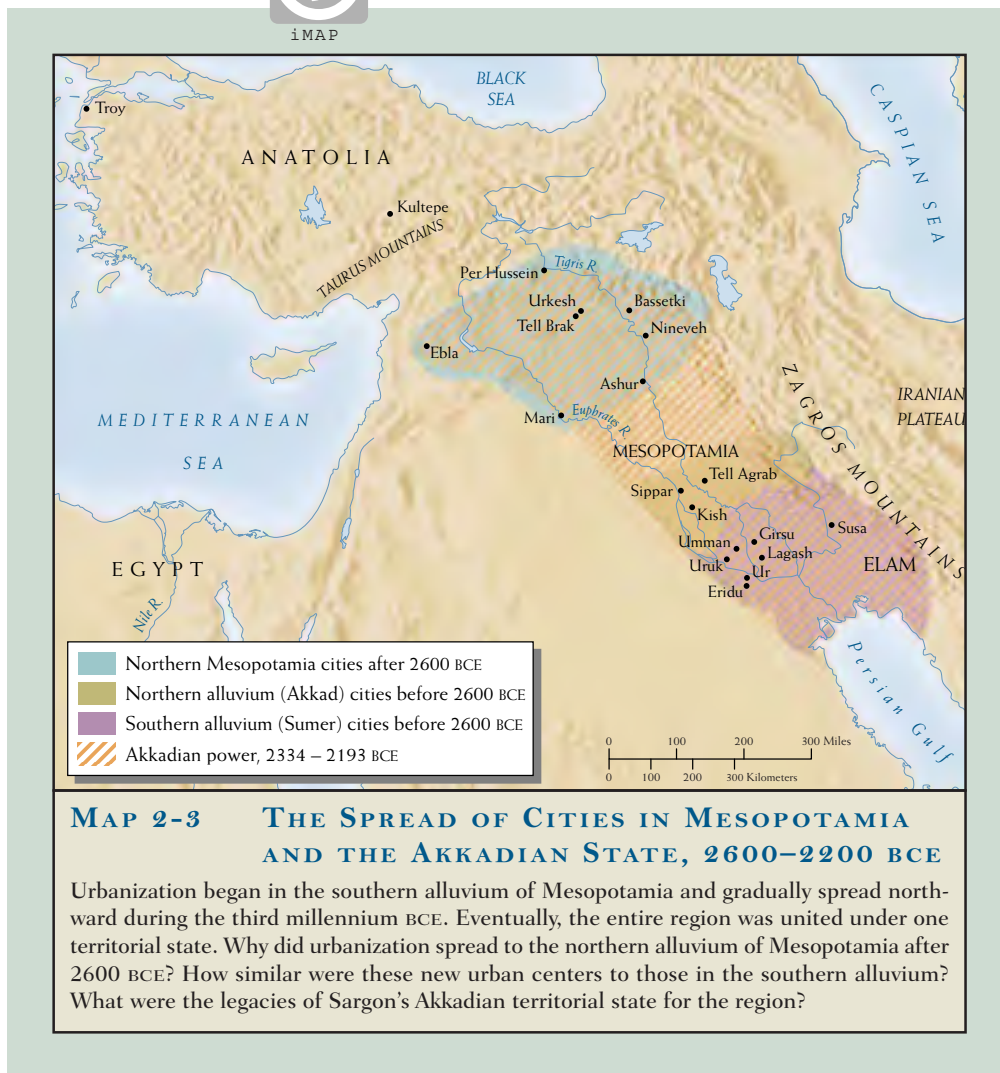 iMAP
BLACK
SEA
CASPIAN SEA
Troy
ANATOLIA
Kultepe
TAURUS MOUNTAINS
Per Hussein
Tigris R.
Urkesh
Bassetki
Tell Brak
Nineveh
Ebla
Ashur
ZAGROS MOUNTAINS
IRANIAN
PLATEAU
MEDITERRANEAN
SEA
Mari
Euphrates R.
MESOPOTAMIA
Tell Agrab
Sippar
Kish
Susa
Umman
Girsu
Lagash
Uruk
Ur
ELAM
Eridu
EGYPT
Nile R.
Persian Gulf
Northern Mesopotamia cities after 2600 BCE
Northern alluvium (Akkad) cities before 2600 BCE
Southern alluvium (Sumer) cities before 2600 BCE
Akkadian power, 2334 – 2193 BCE
0 100 200 300 Miles
0 100 200 300 Kilometers
MAP 2-3 THE SPREAD OF CITIES IN MESOPOTAMIA
AND THE AKKADIAN STATE, 2600–2200 BCE
Urbanization began in the southern alluvium of Mesopotamia and gradually spread north-
ward during the third millennium BCE. Eventually, the entire region was united under one
territorial state. Why did urbanization spread to the northern alluvium of Mesopotamia after
2600 BCE? How similar were these new urban centers to those in the southern alluvium?
What were the legacies of Sargon's Akkadian territorial state for the region?